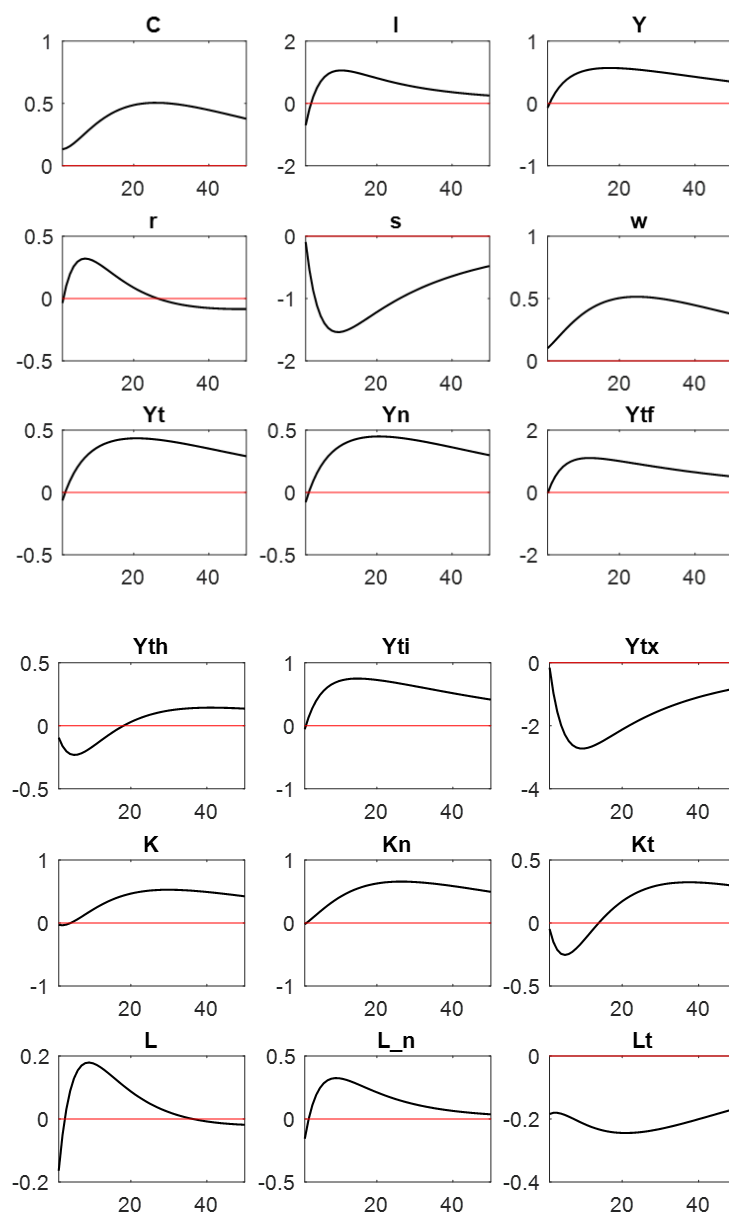 C I Y
1 2 1
0.5 0 0
0 -2 -1
20 40 20 40 20 40
r s w
0.5 0 1
0 -1 0.5
-0.5 -2 0
20 40 20 40 20 40
Yt Yn Ytf
0.5 0.5 2
0 0 0
-0.5 -0.5 -2
20 40 20 40 20 40
Yth Yti Ytx
0.5 1 0
0 0 -2
-0.5 -1 -4
20 40 20 40 20 40
K Kn Kt
1 1 0.5
0 0 0
-1 -1 -0.5
20 40 20 40 20 40
L L_n Lt
0.2 0.5 0
0 0 -0.2
-0.2 -0.5 -0.4
20 40 20 40 20 40